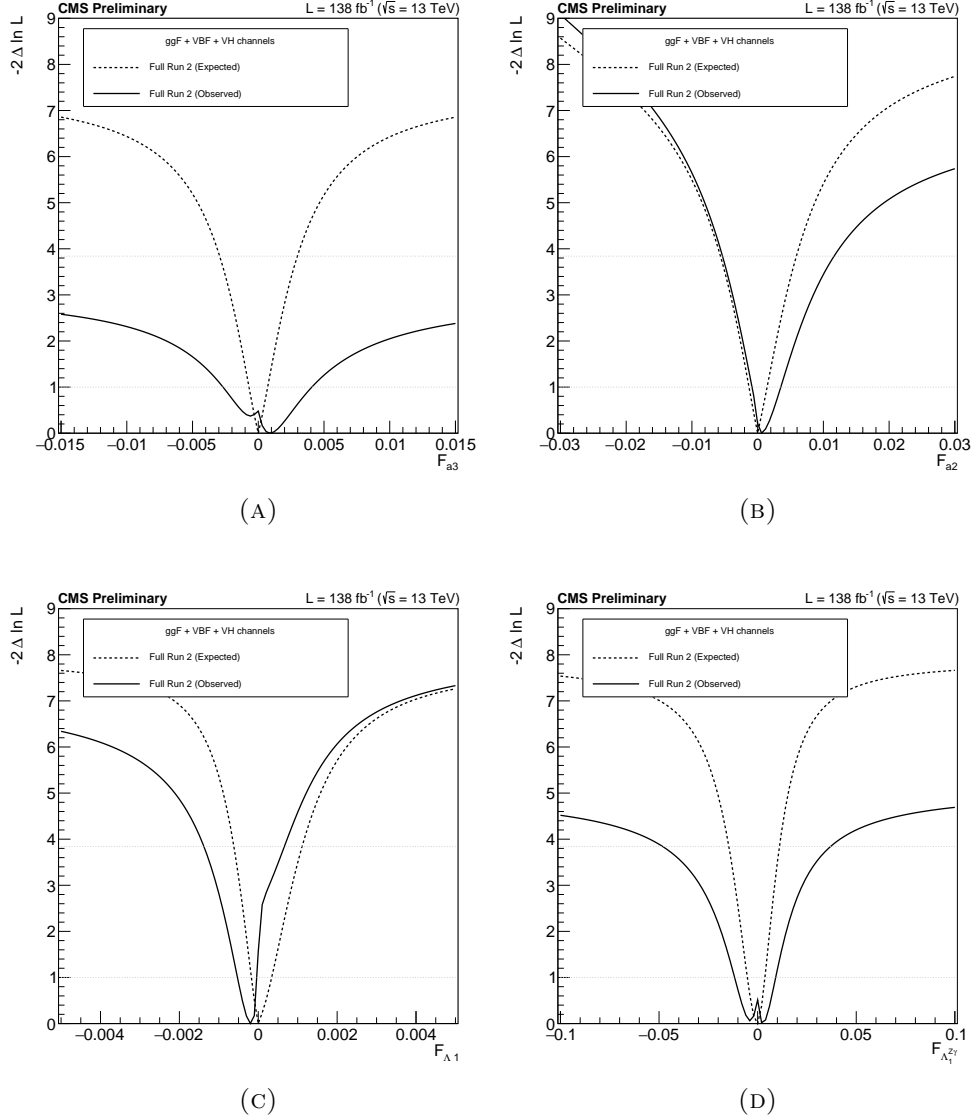 CMS Preliminary L = 138 fb⁻¹ (√s = 13 TeV)
-2 Δ ln L
ggF + VBF + VH channels
Full Run 2 (Expected)
Full Run 2 (Observed)
9
8
7
6
5
4
3
2
1
0
−0.015 −0.01 −0.005 0 0.005 0.01 0.015
F_a3
(A)
CMS Preliminary L = 138 fb⁻¹ (√s = 13 TeV)
-2 Δ ln L
ggF + VBF + VH channels
Full Run 2 (Expected)
Full Run 2 (Observed)
9
8
7
6
5
4
3
2
1
0
−0.03 −0.02 −0.01 0 0.01 0.02 0.03
F_a2
(B)
CMS Preliminary L = 138 fb⁻¹ (√s = 13 TeV)
-2 Δ ln L
ggF + VBF + VH channels
Full Run 2 (Expected)
Full Run 2 (Observed)
9
8
7
6
5
4
3
2
1
0
−0.004 −0.002 0 0.002 0.004
F_Λ 1
(C)
CMS Preliminary L = 138 fb⁻¹ (√s = 13 TeV)
-2 Δ ln L
ggF + VBF + VH channels
Full Run 2 (Expected)
Full Run 2 (Observed)
9
8
7
6
5
4
3
2
1
0
−0.1 −0.05 0 0.05 0.1
F_Λ₁^Zγ
(D)